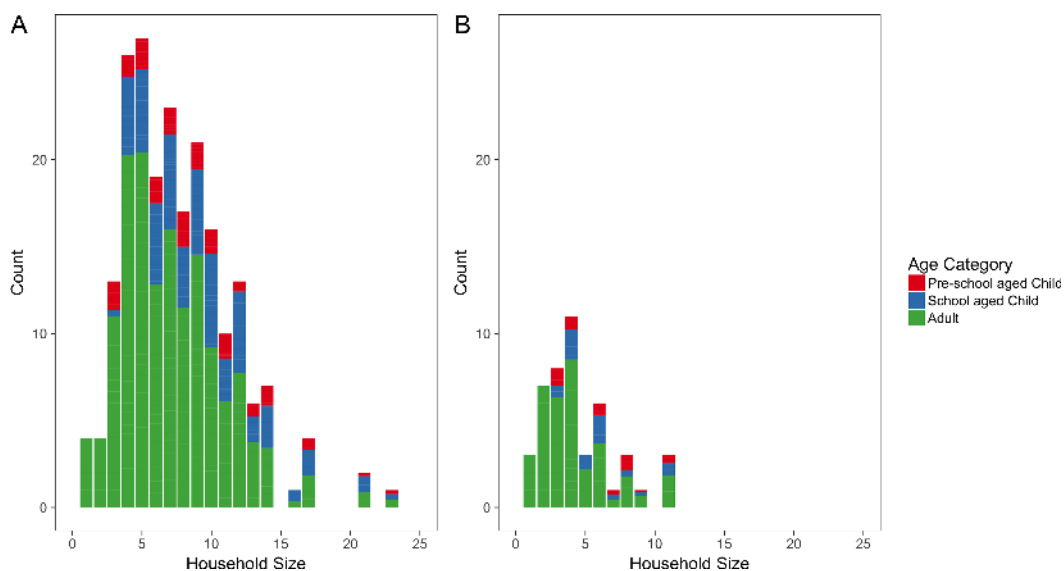 A
B
20
10
0
Count
0 5 10 15 20 25
Household Size
20
10
0
Count
0 5 10 15 20 25
Household Size
Age Category
Pre-school aged Child
School aged Child
Adult